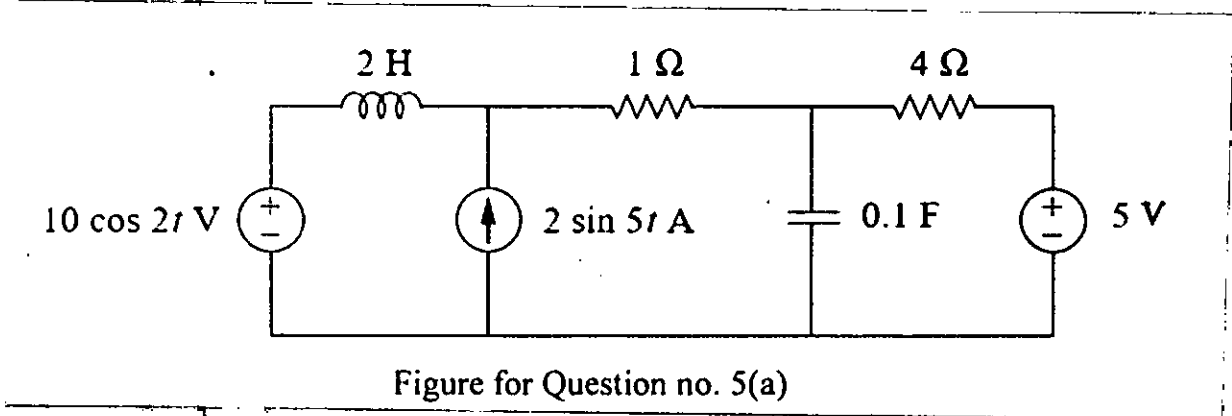 2 H 1 Ω 4 Ω
10 cos 2t V + − 2 sin 5t A 0.1 F + − 5 V
Figure for Question no. 5(a)